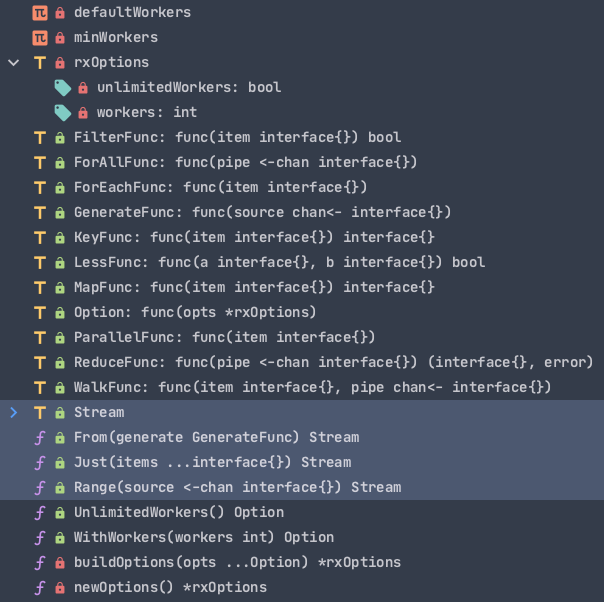 defaultWorkers
minWorkers
rxOptions
unlimitedWorkers: bool
workers: int
FilterFunc: func(item interface{}) bool
ForAllFunc: func(pipe <-chan interface{})
ForEachFunc: func(item interface{})
GenerateFunc: func(source chan<- interface{})
KeyFunc: func(item interface{}) interface{}
LessFunc: func(a interface{}, b interface{}) bool
MapFunc: func(item interface{}) interface{}
Option: func(opts *rxOptions)
ParallelFunc: func(item interface{})
ReduceFunc: func(pipe <-chan interface{}) (interface{}, error)
WalkFunc: func(item interface{}, pipe chan<- interface{})
Stream
From(generate GenerateFunc) Stream
Just(items ...interface{}) Stream
Range(source <-chan interface{}) Stream
UnlimitedWorkers() Option
WithWorkers(workers int) Option
buildOptions(opts ...Option) *rxOptions
newOptions() *rxOptions